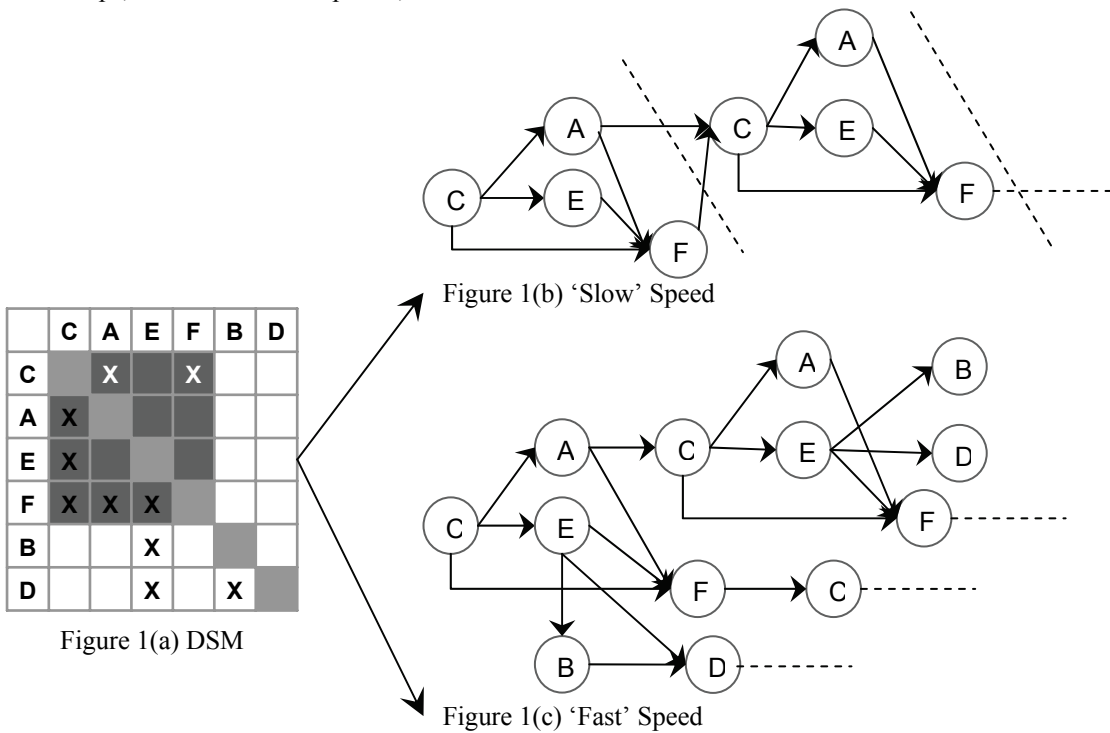 A
A
C
E
C
E
F
F
Figure 1(b) ‘Slow’ Speed
C A E F B D
C X X
A X
E X
F X X X
B X
D X X
Figure 1(a) DSM
A
B
A
C
E
D
C
E
F
F
C
B
D
Figure 1(c) ‘Fast’ Speed